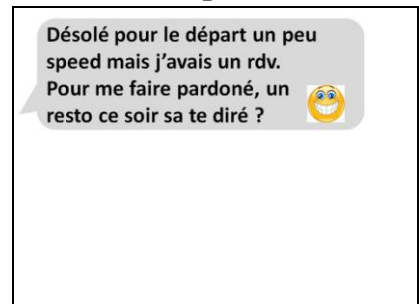 Désolé pour le départ un peu
speed mais j’avais un rdv.
Pour me faire pardoné, un
resto ce soir sa te diré ?